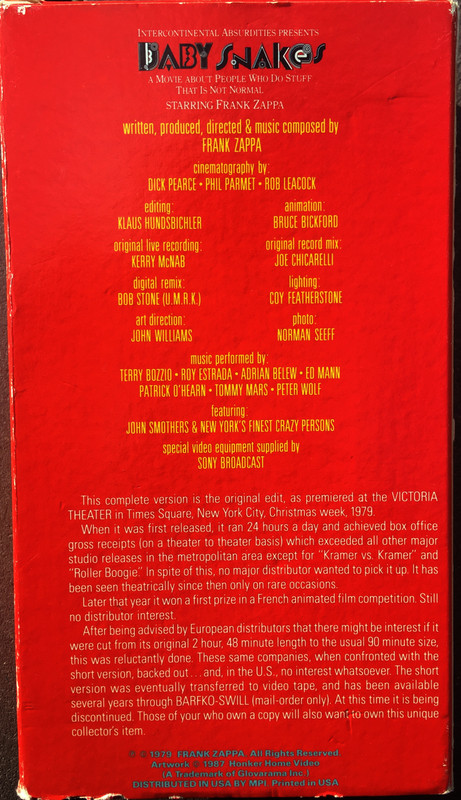 INTERCONTINENTAL ABSURDITIES PRESENTS
BABY SNAKES
A MOVIE ABOUT PEOPLE WHO DO STUFF
THAT IS NOT NORMAL
STARRING FRANK ZAPPA
written, produced, directed & music composed by
FRANK ZAPPA
cinematography by:
DICK PEARCE • PHIL PARMET • ROB LEACOCK
editing:
KLAUS HUNDSBICHLER
animation:
BRUCE BICKFORD
original live recording:
KERRY McNAB
original record mix:
JOE CHICARELLI
digital remix:
BOB STONE (U.M.R.K.)
lighting:
COY FEATHERSTONE
art direction:
JOHN WILLIAMS
photo:
NORMAN SEEFF
music performed by:
TERRY BOZZIO • ROY ESTRADA • ADRIAN BELEW • ED MANN
PATRICK O'HEARN • TOMMY MARS • PETER WOLF
featuring:
JOHN SMOTHERS & NEW YORK'S FINEST CRAZY PERSONS
special video equipment supplied by
SONY BROADCAST
This complete version is the original edit, as premiered at the VICTORIA
THEATER in Times Square, New York City, Christmas week, 1979.
When it was first released, it ran 24 hours a day and achieved box office
gross receipts (on a theater to theater basis) which exceeded all other major
studio releases in the metropolitan area except for "Kramer vs. Kramer" and
"Roller Boogie." In spite of this, no major distributor wanted to pick it up. It has
been seen theatrically since then only on rare occasions.
Later that year it won a first prize in a French animated film competition. Still
no distributor interest.
After being advised by European distributors that there might be interest if it
were cut from its original 2 hour, 48 minute length to the usual 90 minute size,
this was reluctantly done. These same companies, when confronted with the
short version, backed out...and, in the U.S., no interest whatsoever. The short
version was eventually transferred to video tape, and has been available
several years through BARFKO-SWILL (mail-order only). At this time it is being
discontinued. Those of your who own a copy will also want to own this unique
collector's item.
℗ © 1979 FRANK ZAPPA. All Rights Reserved.
Artwork © 1987 Honker Home Video
(A Trademark of Glovarama Inc.)
DISTRIBUTED IN USA BY MPI. Printed in USA